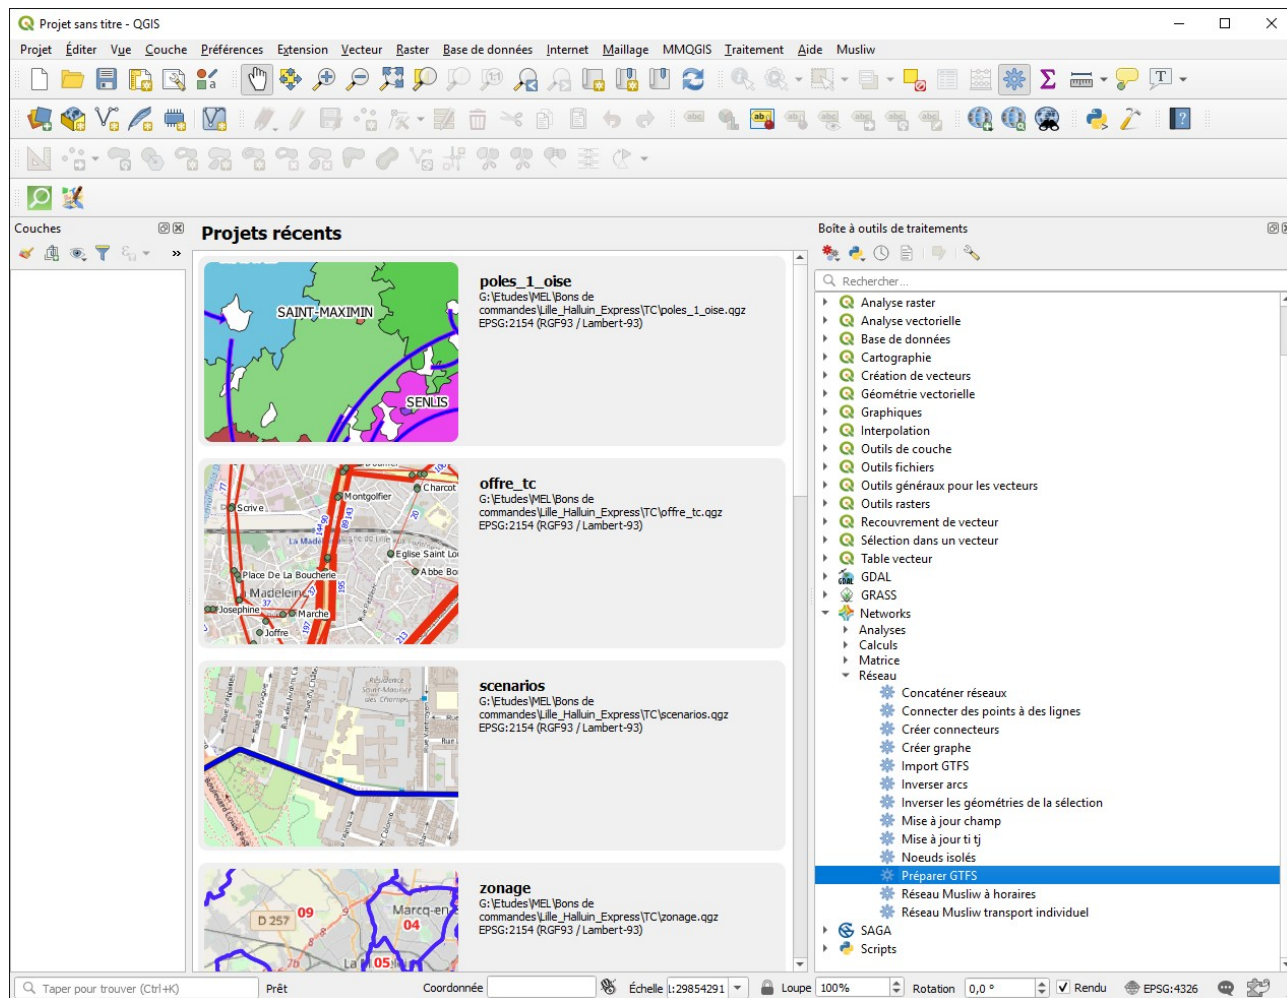 Projet sans titre - QGIS
Projet Éditer Vue Couche Préférences Extension Vecteur Raster Base de données Internet Maillage MMQGIS Traitement Aide Musliw
Couches
Projets récents
poles_1_oise
G:\Etudes\MEL\Bons de
commandes\Lille_Halluin_Express\TC\poles_1_oise.qgz
EPSG:2154 (RGF93 / Lambert-93)
SAINT-MAXIMIN
SENLIS
offre_tc
G:\Etudes\MEL\Bons de
commandes\Lille_Halluin_Express\TC\offre_tc.qgz
EPSG:2154 (RGF93 / Lambert-93)
Charcot
Montgolfier
Scrive
Place De La Boucherie
Josephine
Marche
Joffre
scenarios
G:\Etudes\MEL\Bons de
commandes\Lille_Halluin_Express\TC\scenarios.qgz
EPSG:2154 (RGF93 / Lambert-93)
zonage
G:\Etudes\MEL\Bons de
commandes\Lille_Halluin_Express\TC\zonage.qgz
EPSG:2154 (RGF93 / Lambert-93)
D 257
09
04
05
Boîte à outils de traitements
Rechercher...
Analyse raster
Analyse vectorielle
Base de données
Cartographie
Création de vecteurs
Géométrie vectorielle
Graphiques
Interpolation
Outils de couche
Outils fichiers
Outils généraux pour les vecteurs
Outils rasters
Recouvrement de vecteur
Sélection dans un vecteur
Table vecteur
GDAL
GRASS
Networks
Analyses
Calculs
Matrice
Réseau
Concaténer réseaux
Connecter des points à des lignes
Créer connecteurs
Créer graphe
Import GTFS
Inverser arcs
Inverser les géométries de la sélection
Mise à jour champ
Mise à jour ti tj
Noeuds isolés
Préparer GTFS
Réseau Musliw à horaires
Réseau Musliw transport individuel
SAGA
Scripts
Taper pour trouver (Ctrl+K) Prêt Coordonnée Échelle 1:29854291 Loupe 100% Rotation 0,0 ° Rendu EPSG:4326